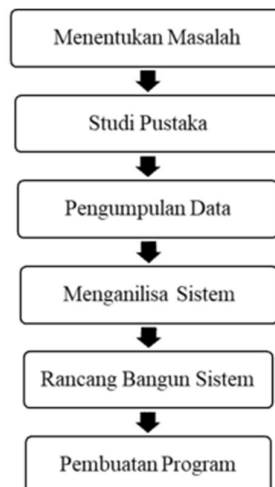 Menentukan Masalah
Studi Pustaka
Pengumpulan Data
Menganilisa Sistem
Rancang Bangun Sistem
Pembuatan Program